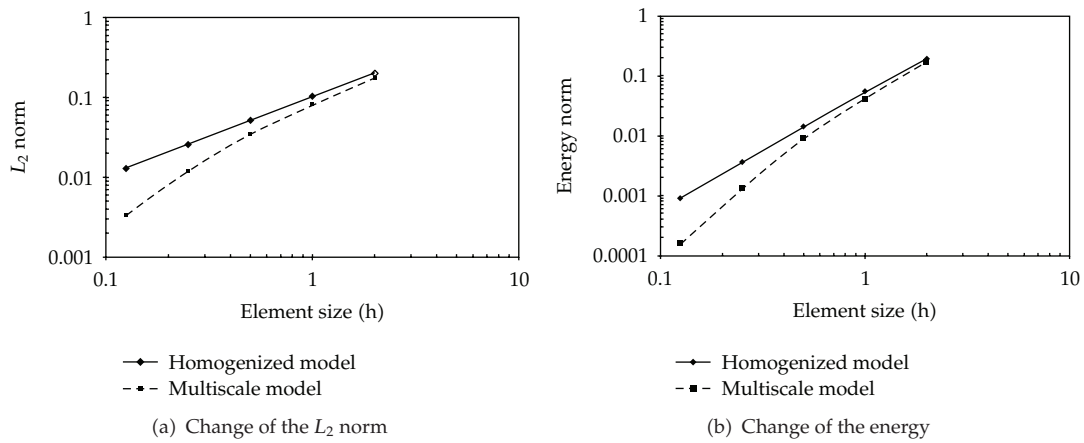 1
0.1
0.01
0.001
L₂ norm
0.1
1
10
Element size (h)
Homogenized model
Multiscale model
(a) Change of the L₂ norm
1
0.1
0.01
0.001
0.0001
Energy norm
0.1
1
10
Element size (h)
Homogenized model
Multiscale model
(b) Change of the energy